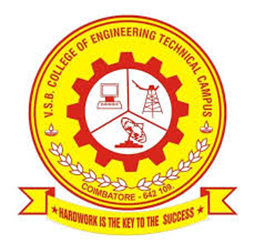 V.S.B. COLLEGE OF ENGINEERING TECHNICAL CAMPUS
COIMBATORE - 642 109
HARDWORK IS THE KEY TO THE SUCCESS